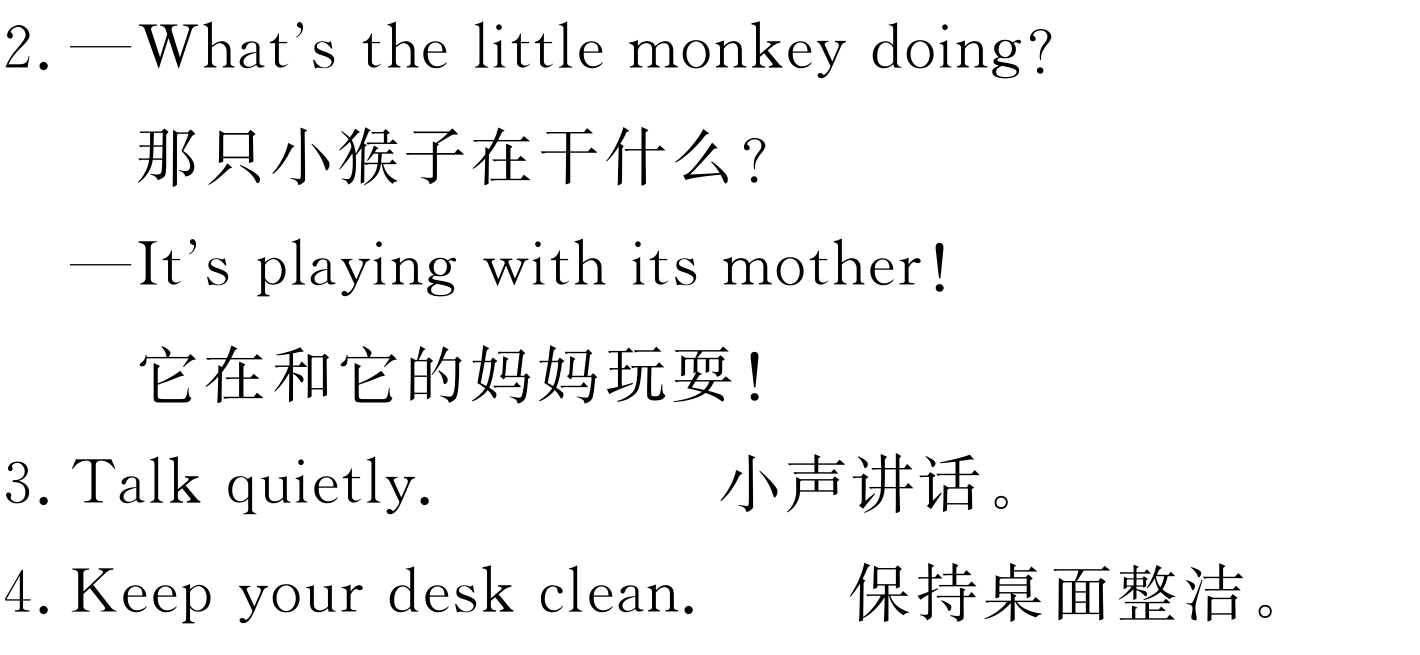 2. —What's the little monkey doing?
那只小猴子在干什么?
—It's playing with its mother!
它在和它的妈妈玩耍!
3. Talk quietly. 小声讲话。
4. Keep your desk clean. 保持桌面整洁。